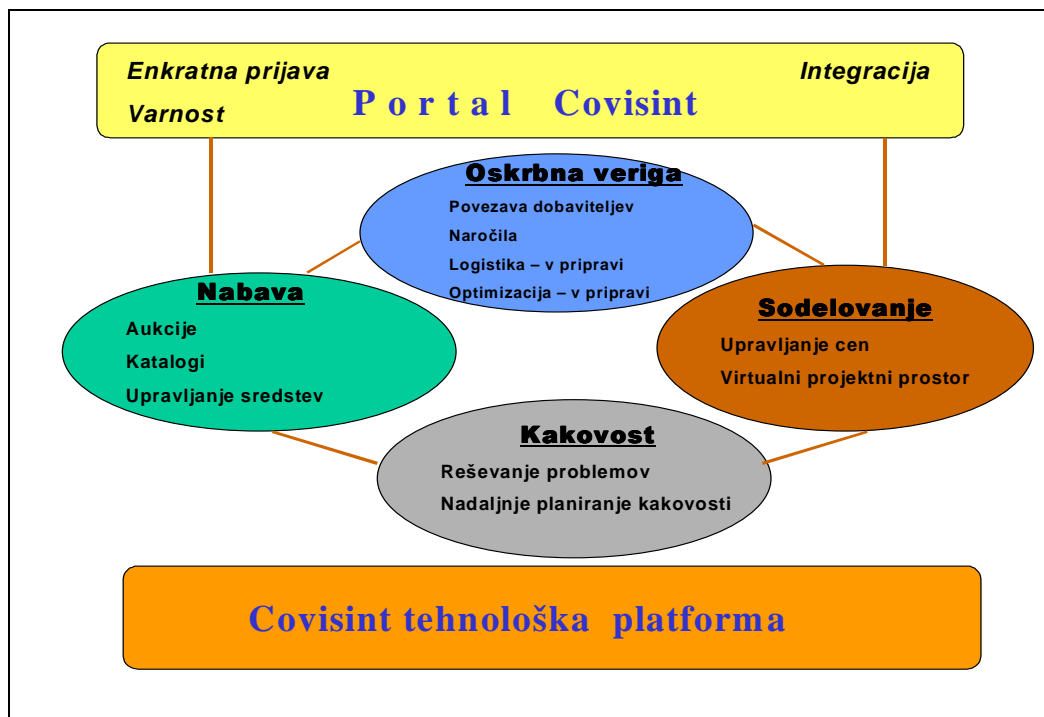 Enkratna prijava
Integracija
Varnost
Portal Covisint
Oskrbna veriga
Povezava dobaviteljev
Naročila
Logistika – v pripravi
Optimizacija – v pripravi
Nabava
Aukcije
Katalogi
Upravljanje sredstev
Sodelovanje
Upravljanje cen
Virtualni projektni prostor
Kakovost
Reševanje problemov
Nadaljnje planiranje kakovosti
Covisint tehnološka platforma